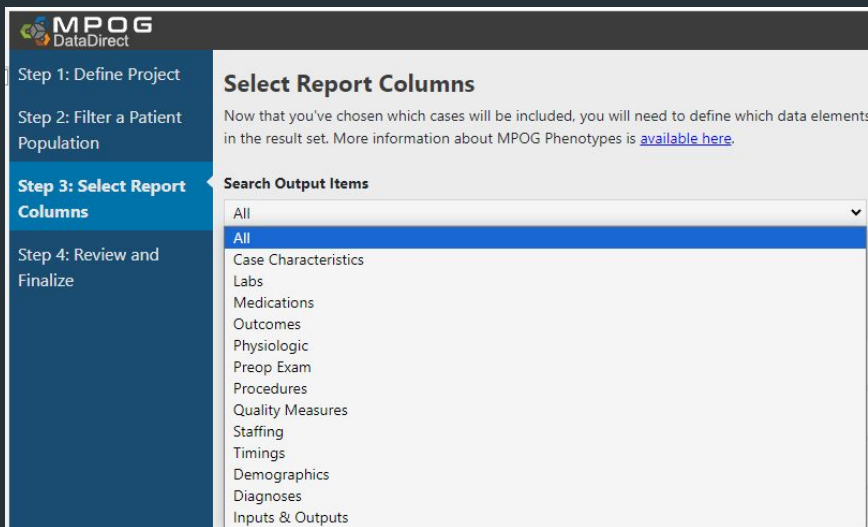 MPOG
DataDirect
Step 1: Define Project
Step 2: Filter a Patient
Population
Step 3: Select Report
Columns
Step 4: Review and
Finalize
Select Report Columns
Now that you've chosen which cases will be included, you will need to define which data elements
in the result set. More information about MPOG Phenotypes is available here.
Search Output Items
All
All
Case Characteristics
Labs
Medications
Outcomes
Physiologic
Preop Exam
Procedures
Quality Measures
Staffing
Timings
Demographics
Diagnoses
Inputs & Outputs